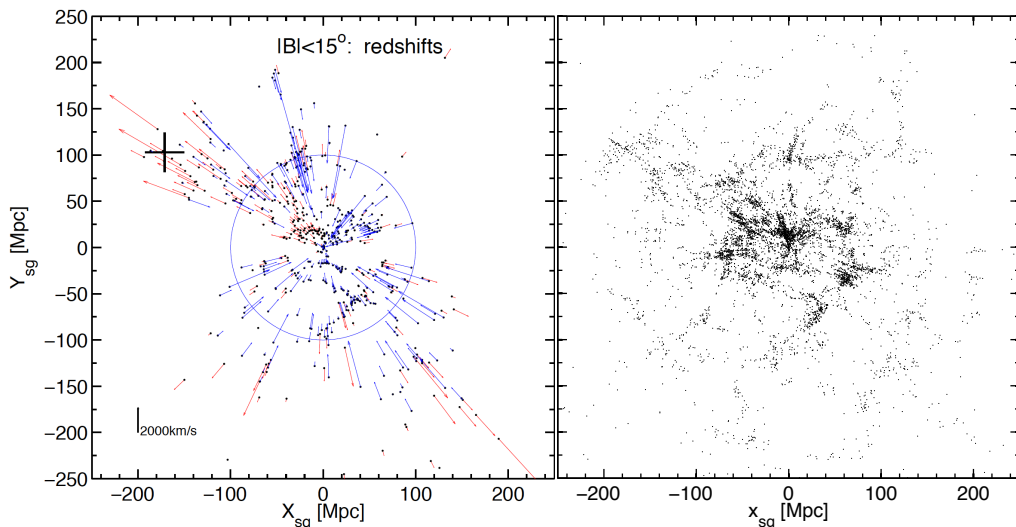 |B|<15°: redshifts
250
200
150
100
50
0
−50
−100
−150
−200
−250
Y_sg [Mpc]
2000km/s
−200 −100 0 100 200
X_sg [Mpc]
−200 −100 0 100 200
x_sg [Mpc]